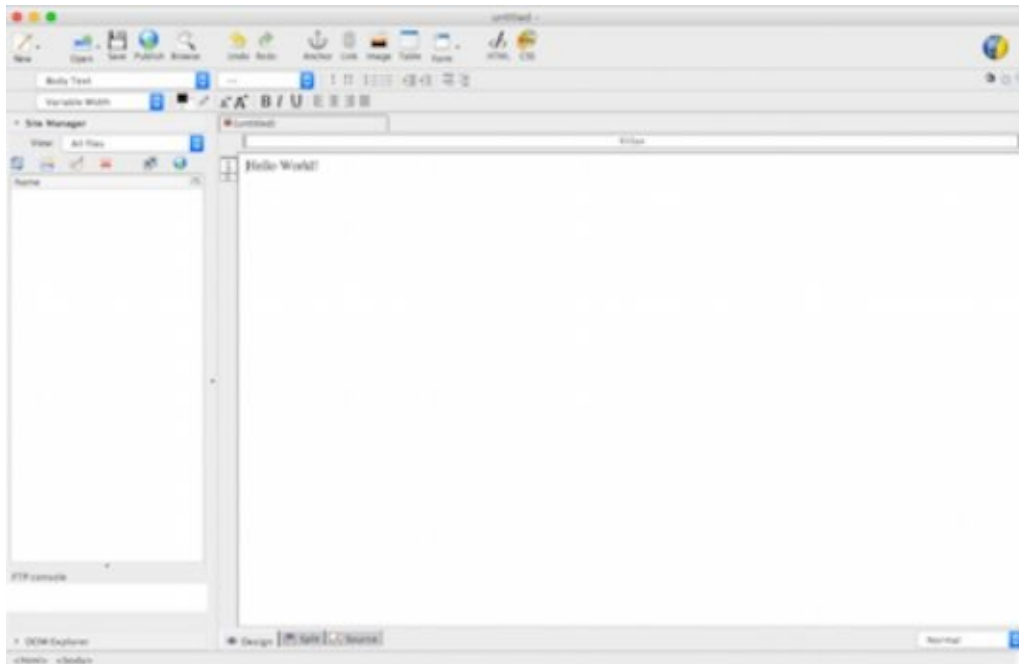 untitled -
New Open Save Publish Browse Undo Redo Anchor Link Image Table Form HTML CSS
Body Text
Variable Width B I U
Site Manager
(untitled)
View: All files
Name
Hello World!
FTP console
DOM Explorer
Design Split Source
Normal
<html> <body>